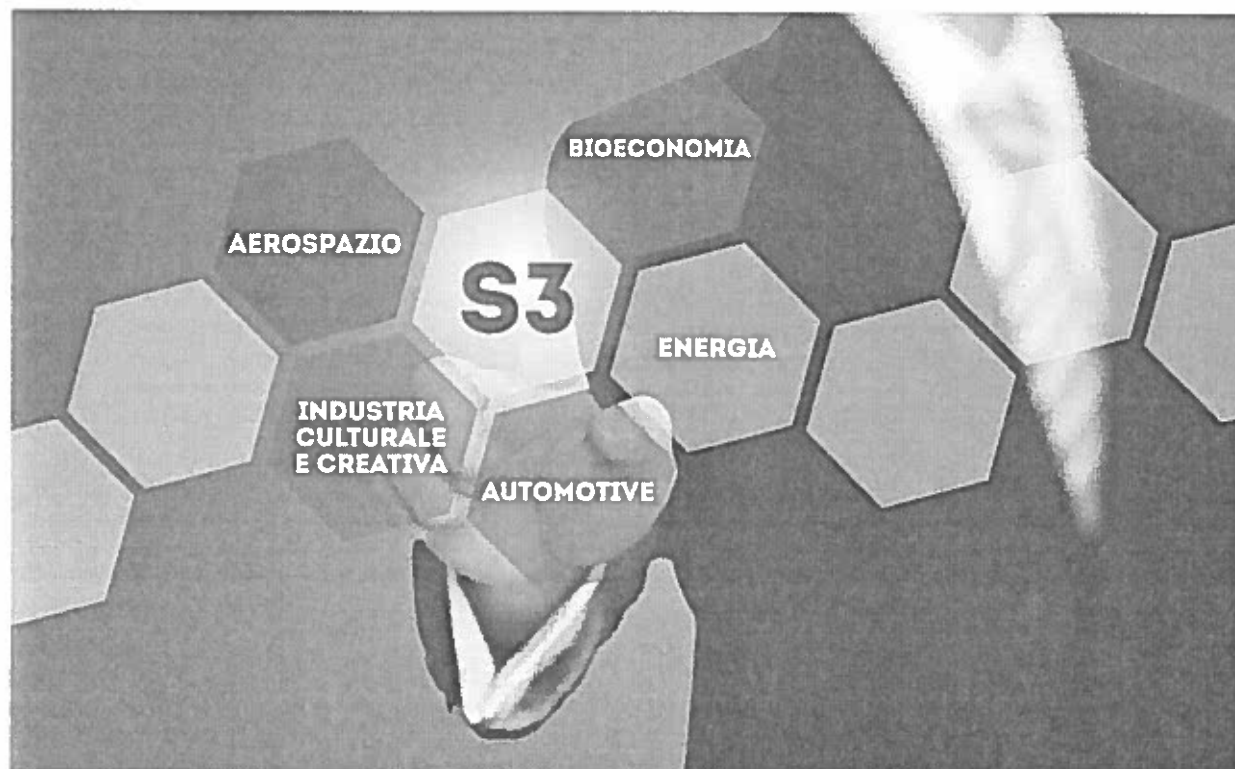 BIOECONOMIA
AEROSPAZIO
S3
ENERGIA
INDUSTRIA
CULTURALE
E CREATIVA
AUTOMOTIVE